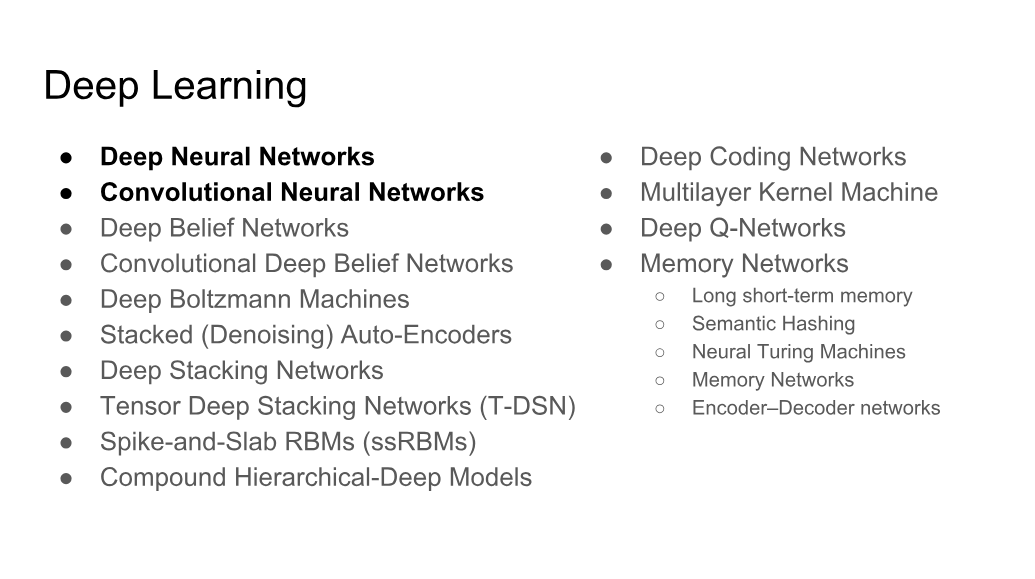 Deep Learning
● Deep Neural Networks
● Convolutional Neural Networks
● Deep Belief Networks
● Convolutional Deep Belief Networks
● Deep Boltzmann Machines
● Stacked (Denoising) Auto-Encoders
● Deep Stacking Networks
● Tensor Deep Stacking Networks (T-DSN)
● Spike-and-Slab RBMs (ssRBMs)
● Compound Hierarchical-Deep Models
● Deep Coding Networks
● Multilayer Kernel Machine
● Deep Q-Networks
● Memory Networks
○ Long short-term memory
○ Semantic Hashing
○ Neural Turing Machines
○ Memory Networks
○ Encoder–Decoder networks